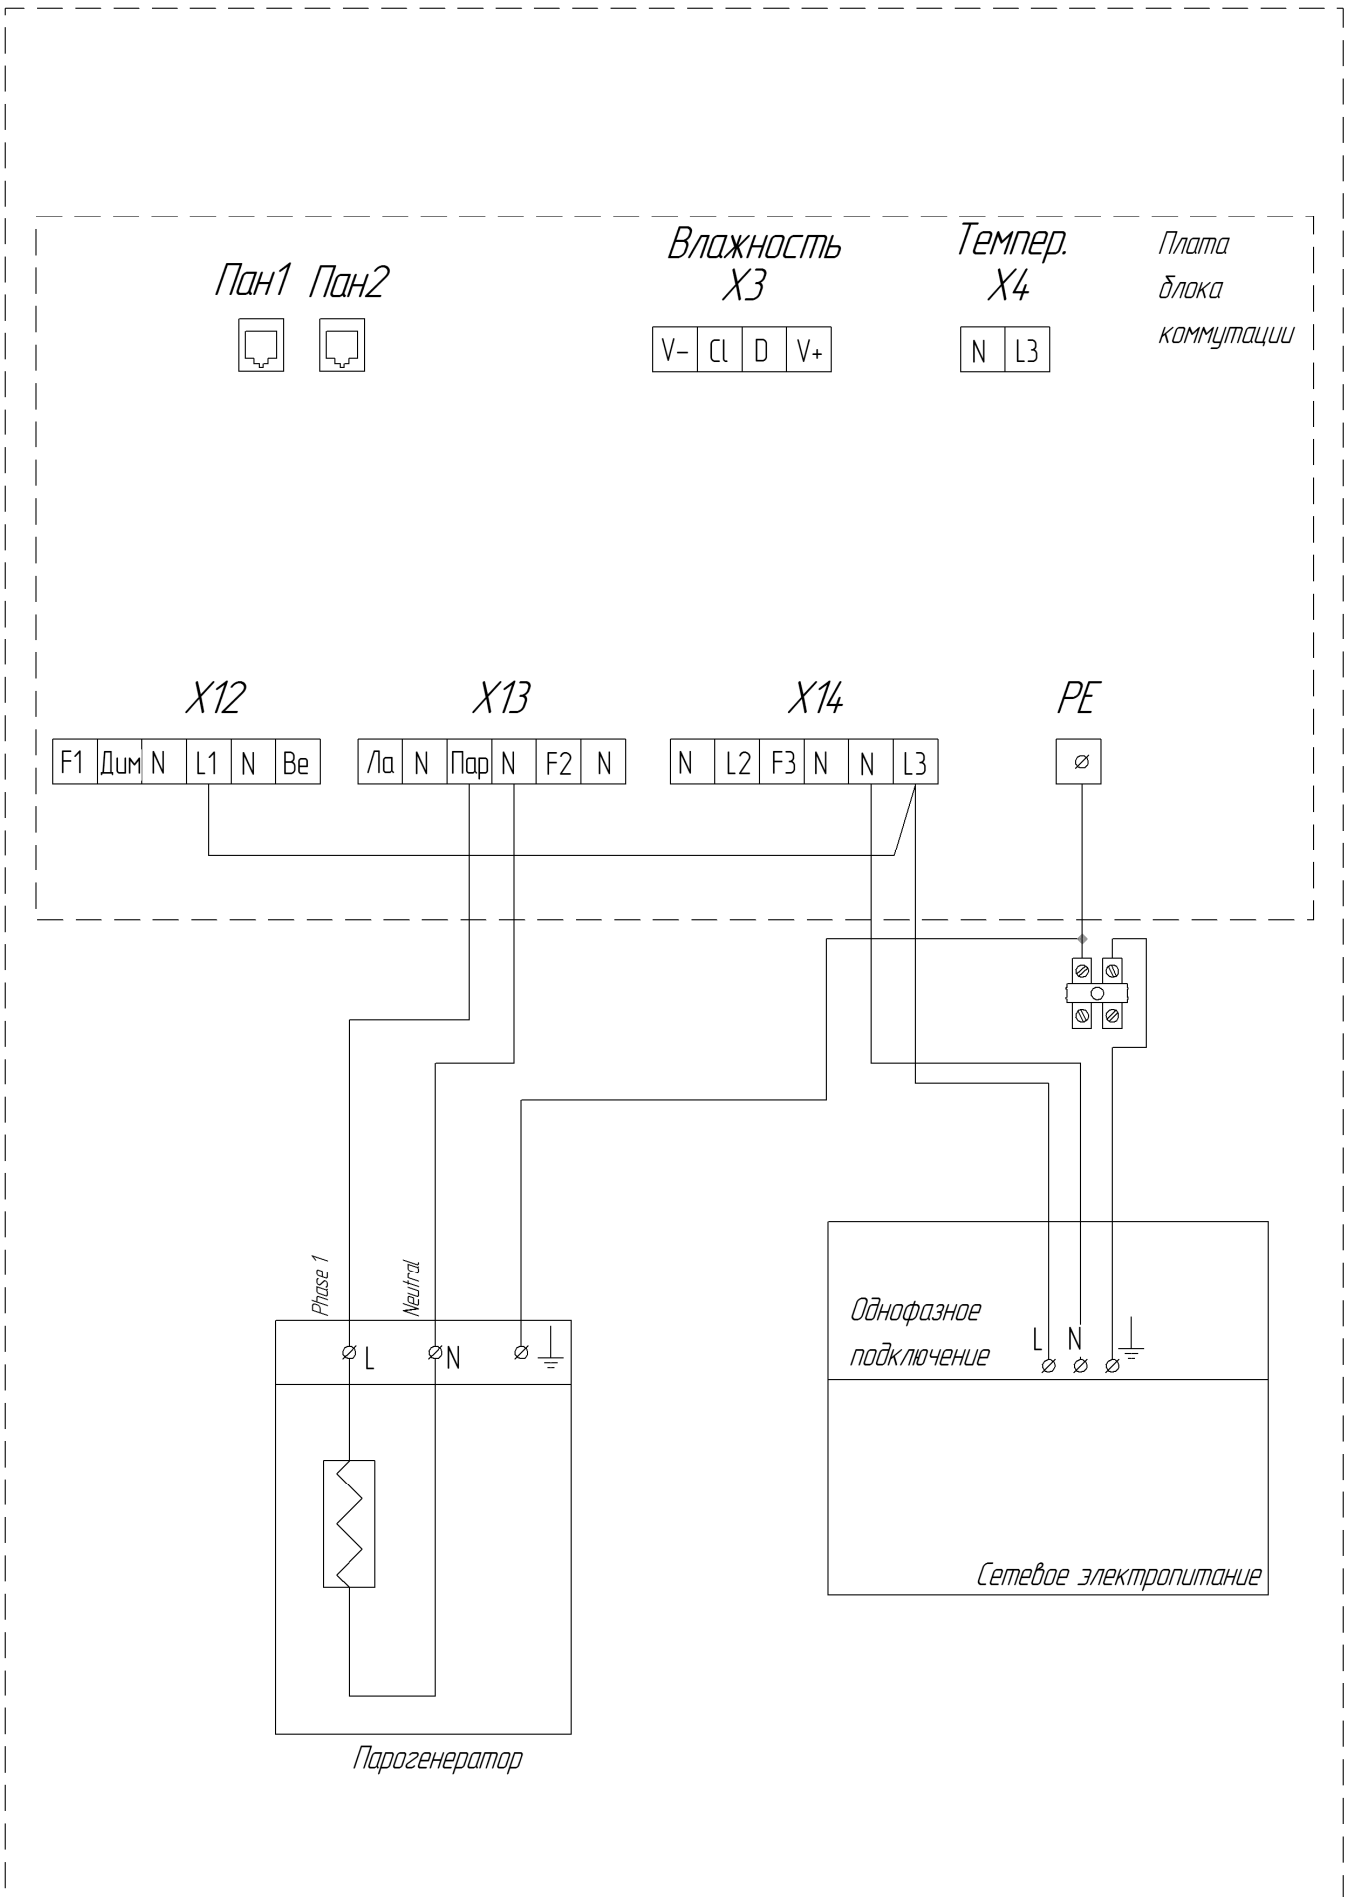 Пан1 Пан2
Влажность
X3
V- Cl D V+
Темпер.
X4
N L3
Плата
блока
коммутации
X12
F1 Дим N L1 N Ве
X13
Ла N Пар N F2 N
X14
N L2 F3 N N L3
PE
Phase 1
Neutral
L N
Однофазное
подключение
L N
Сетевое электропитание
Парогенератор